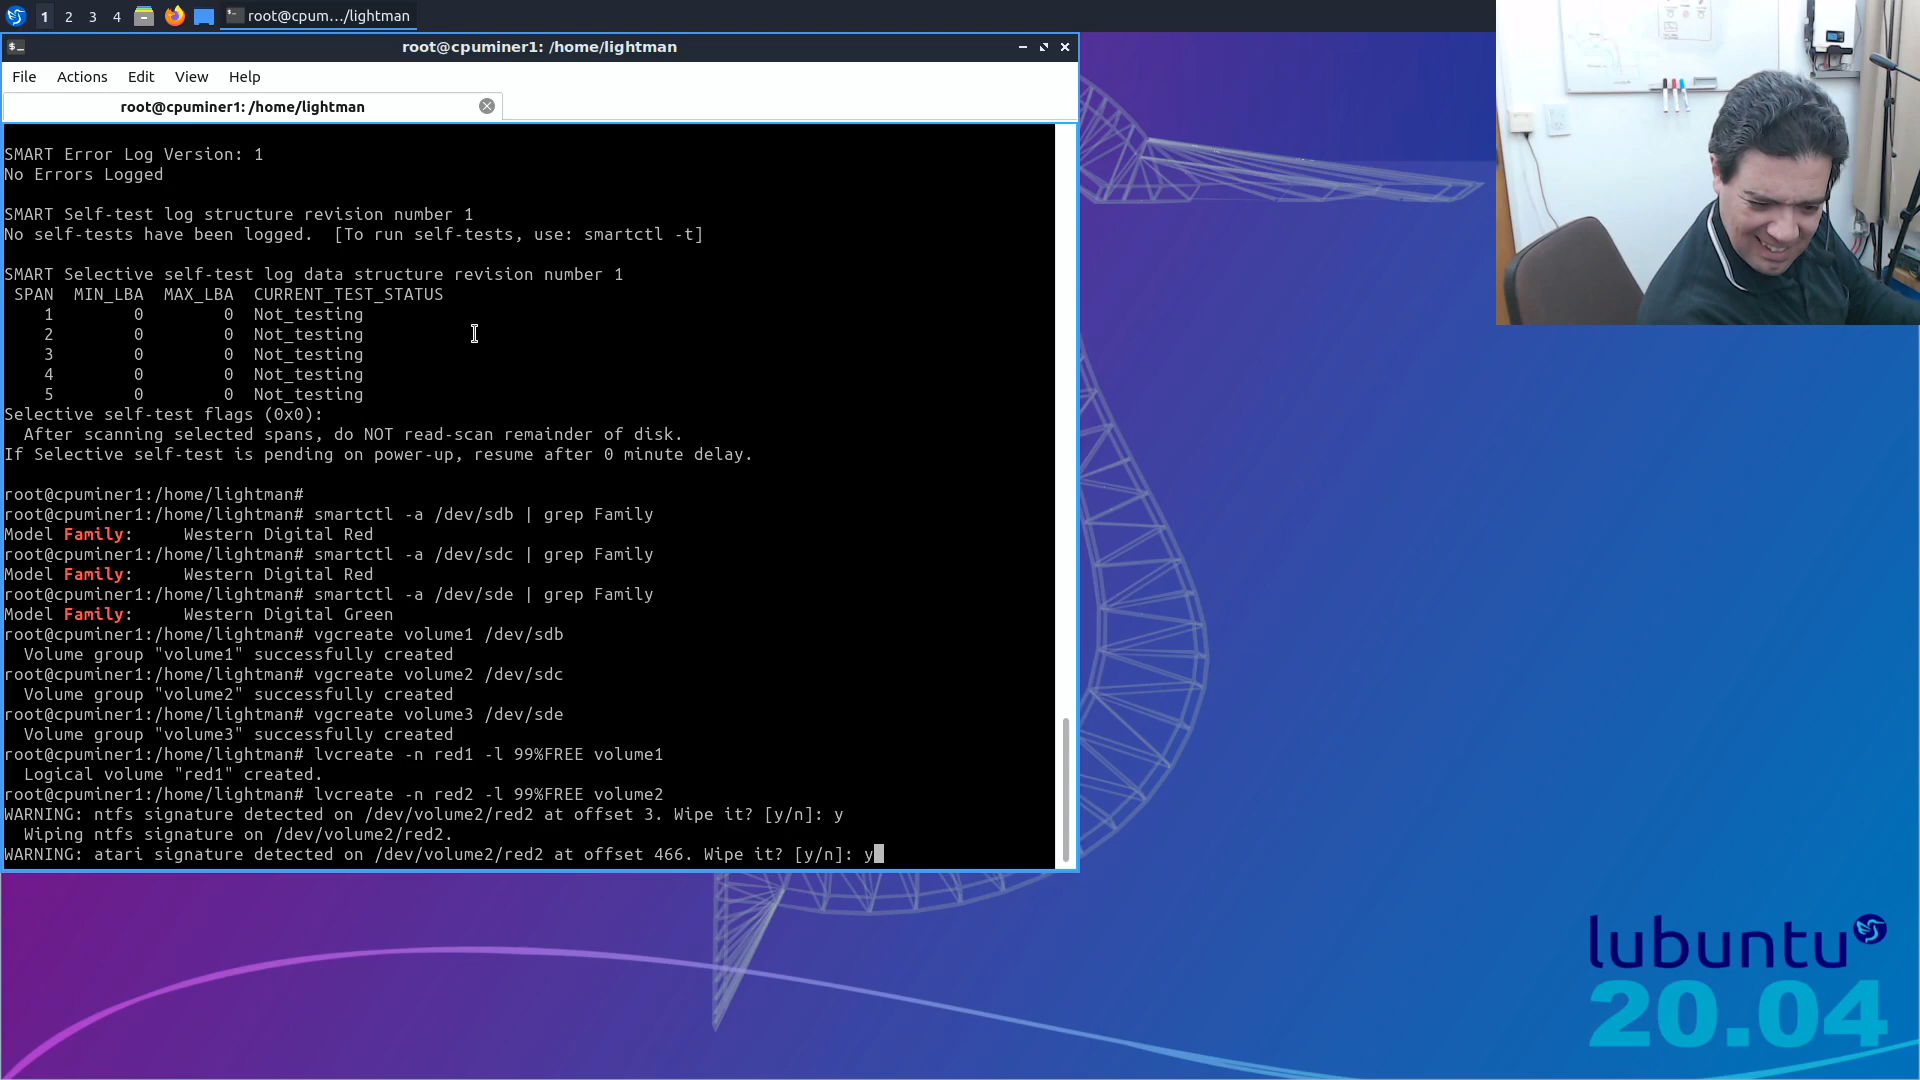 1 2 3 4 root@cpum…/lightman
root@cpuminer1: /home/lightman
File Actions Edit View Help
root@cpuminer1: /home/lightman
SMART Error Log Version: 1
No Errors Logged
SMART Self-test log structure revision number 1
No self-tests have been logged.  [To run self-tests, use: smartctl -t]
SMART Selective self-test log data structure revision number 1
SPAN  MIN_LBA  MAX_LBA  CURRENT_TEST_STATUS
1        0        0  Not_testing
2        0        0  Not_testing
3        0        0  Not_testing
4        0        0  Not_testing
5        0        0  Not_testing
Selective self-test flags (0x0):
After scanning selected spans, do NOT read-scan remainder of disk.
If Selective self-test is pending on power-up, resume after 0 minute delay.
root@cpuminer1:/home/lightman#
root@cpuminer1:/home/lightman# smartctl -a /dev/sdb | grep Family
Model Family:     Western Digital Red
root@cpuminer1:/home/lightman# smartctl -a /dev/sdc | grep Family
Model Family:     Western Digital Red
root@cpuminer1:/home/lightman# smartctl -a /dev/sde | grep Family
Model Family:     Western Digital Green
root@cpuminer1:/home/lightman# vgcreate volume1 /dev/sdb
Volume group "volume1" successfully created
root@cpuminer1:/home/lightman# vgcreate volume2 /dev/sdc
Volume group "volume2" successfully created
root@cpuminer1:/home/lightman# vgcreate volume3 /dev/sde
Volume group "volume3" successfully created
root@cpuminer1:/home/lightman# lvcreate -n red1 -l 99%FREE volume1
Logical volume "red1" created.
root@cpuminer1:/home/lightman# lvcreate -n red2 -l 99%FREE volume2
WARNING: ntfs signature detected on /dev/volume2/red2 at offset 3. Wipe it? [y/n]: y
Wiping ntfs signature on /dev/volume2/red2.
WARNING: atari signature detected on /dev/volume2/red2 at offset 466. Wipe it? [y/n]: y
lubuntu
20.04